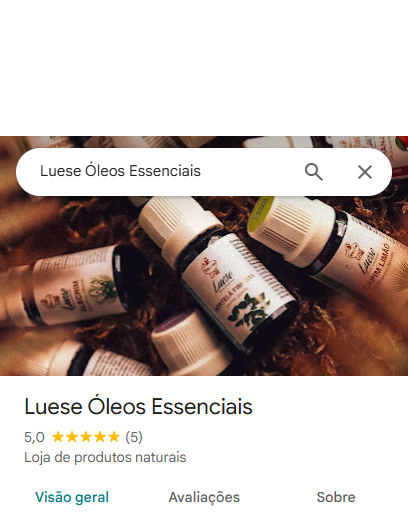 Luese Óleos Essenciais
Luese
ALECRIM
Luese
HORTELÃ PIMENTA
Luese
CAPIM LIMÃO
Luese Óleos Essenciais
5,0 (5)
Loja de produtos naturais
Visão geral Avaliações Sobre